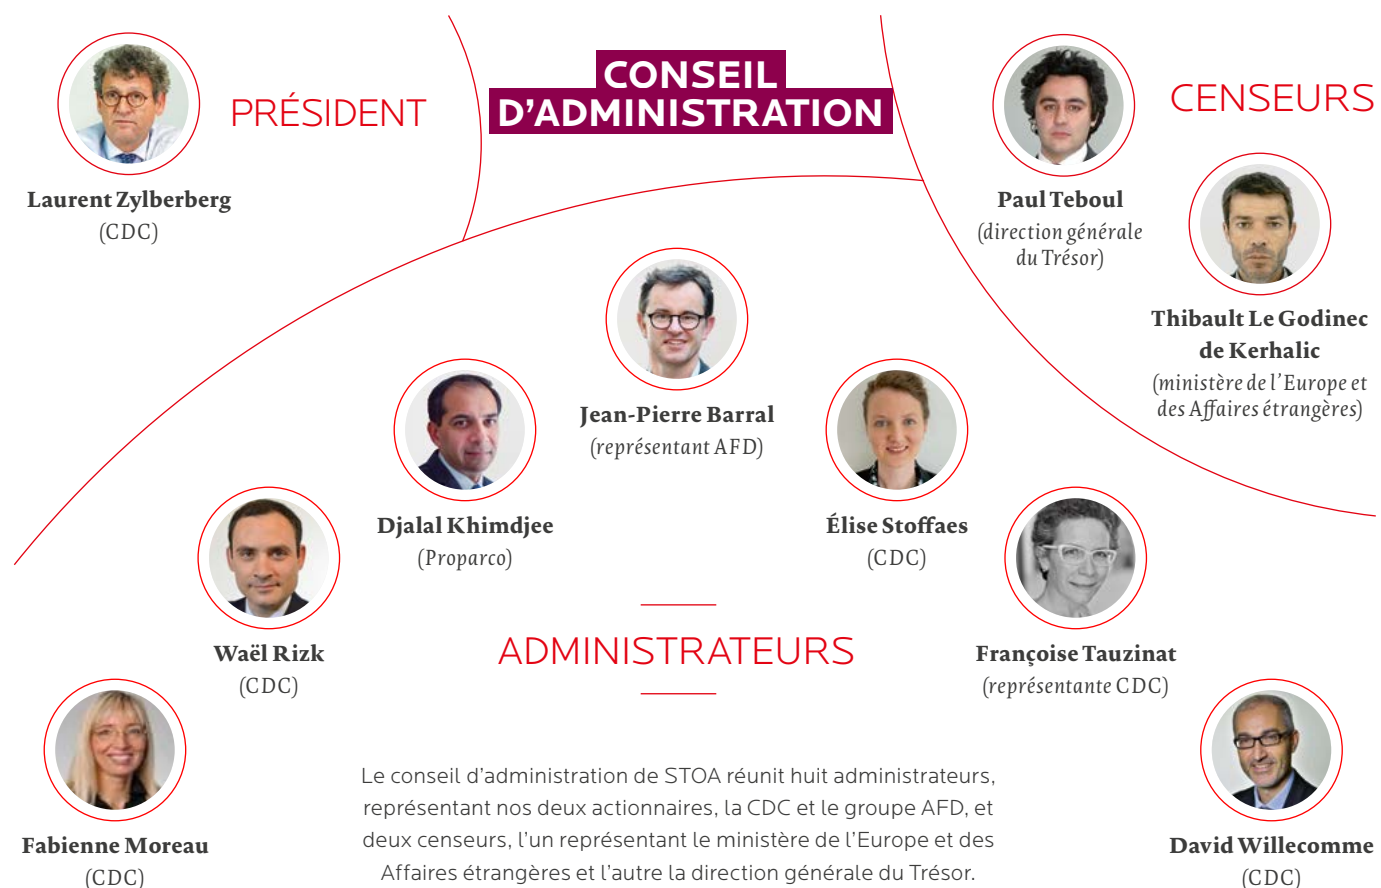 CONSEIL
D'ADMINISTRATION
PRÉSIDENT
Laurent Zylberberg
(CDC)
CENSEURS
Paul Teboul
(direction générale
du Trésor)
Thibault Le Godinec
de Kerhalic
(ministère de l'Europe et
des Affaires étrangères)
Jean-Pierre Barral
(représentant AFD)
Djalal Khimdjee
(Proparco)
Élise Stoffaes
(CDC)
Waël Rizk
(CDC)
ADMINISTRATEURS
Françoise Tauzinat
(représentante CDC)
Fabienne Moreau
(CDC)
Le conseil d'administration de STOA réunit huit administrateurs,
représentant nos deux actionnaires, la CDC et le groupe AFD, et
deux censeurs, l'un représentant le ministère de l'Europe et des
Affaires étrangères et l'autre la direction générale du Trésor.
David Willecomme
(CDC)